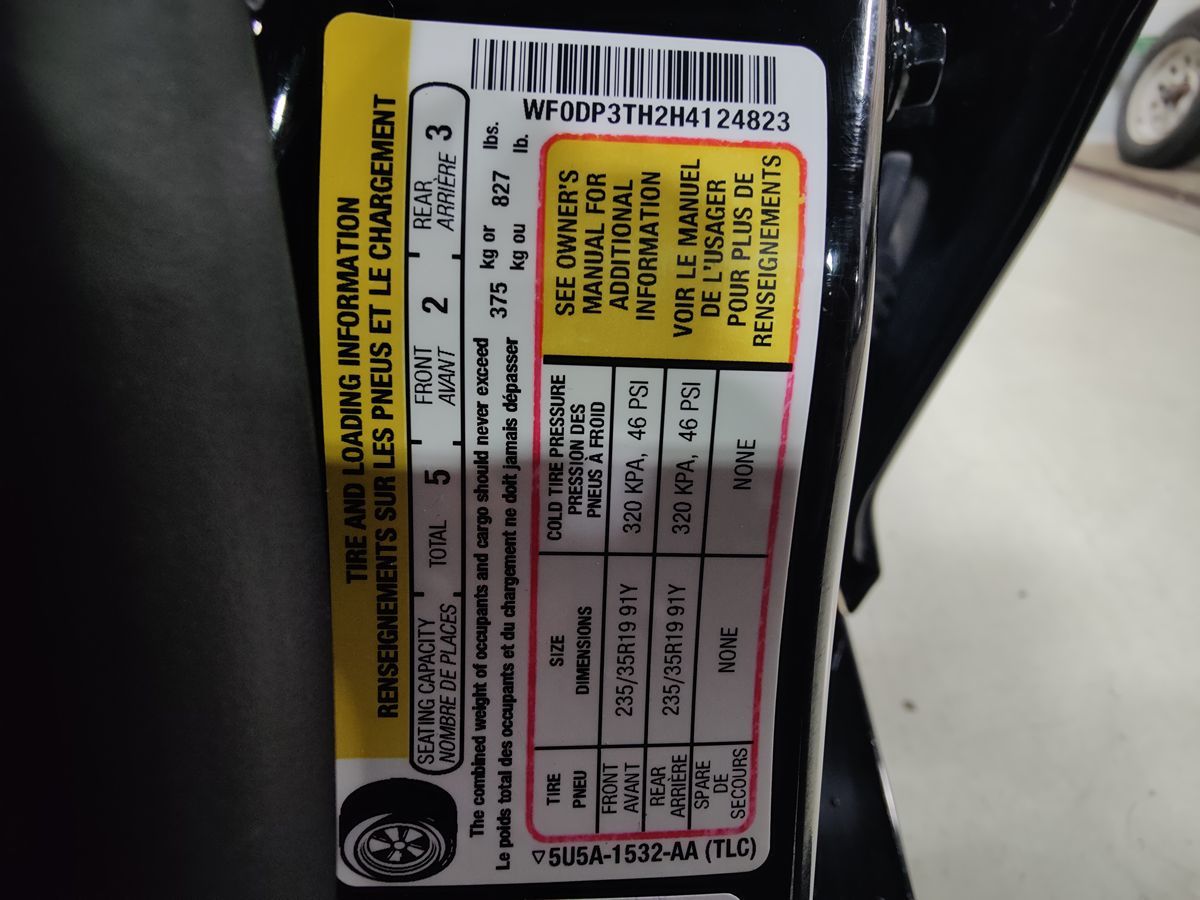 TIRE AND LOADING INFORMATION
RENSEIGNEMENTS SUR LES PNEUS ET LE CHARGEMENT
SEATING CAPACITY
NOMBRE DE PLACES
TOTAL 5
FRONT
AVANT
2
REAR
ARRIÈRE
3
The combined weight of occupants and cargo should never exceed 375 kg or 827 lbs.
Le poids total des occupants et du chargement ne doit jamais dépasser kg ou lb.
TIRE
PNEU
SIZE
DIMENSIONS
COLD TIRE PRESSURE
PRESSION DES
PNEUS À FROID
FRONT
AVANT
235/35R19 91Y
320 KPA, 46 PSI
REAR
ARRIÈRE
235/35R19 91Y
320 KPA, 46 PSI
SPARE
DE
SECOURS
NONE
NONE
SEE OWNER'S
MANUAL FOR
ADDITIONAL
INFORMATION
VOIR LE MANUEL
DE L'USAGER
POUR PLUS DE
RENSEIGNEMENTS
WF0DP3TH2H4124823
▽5U5A-1532-AA (TLC)